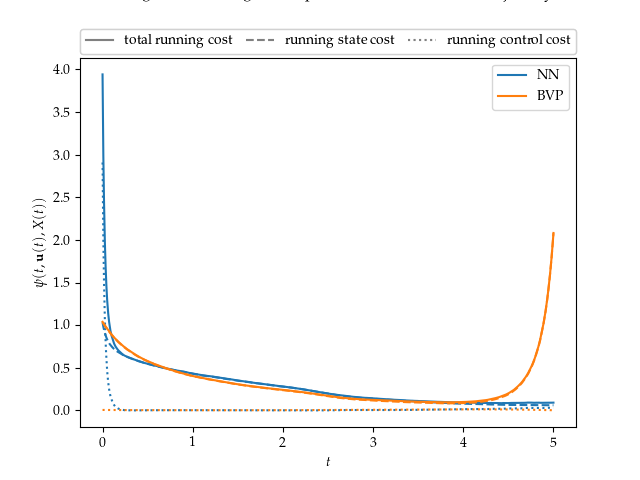 total running cost running state cost running control cost
NN
BVP
4.0
3.5
3.0
2.5
2.0
1.5
1.0
0.5
0.0
ψ(t, u(t), X(t))
0 1 2 3 4 5
t